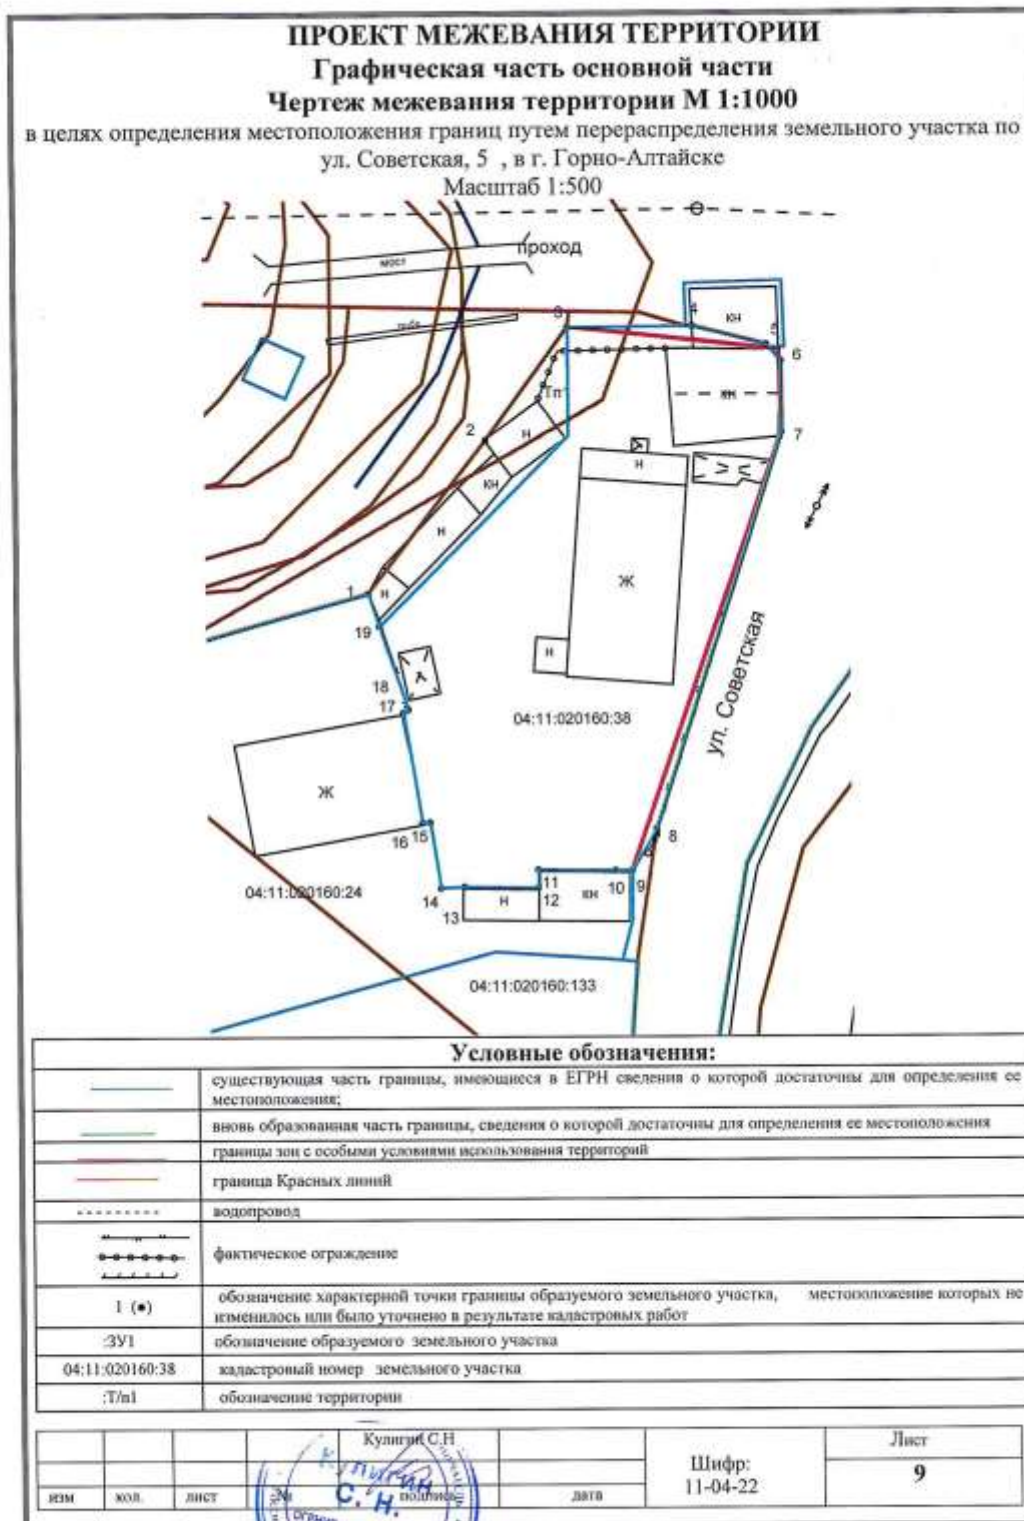 ПРОЕКТ МЕЖЕВАНИЯ ТЕРРИТОРИИ
Графическая часть основной части
Чертеж межевания территории М 1:1000
в целях определения местоположения границ путем перераспределения земельного участка по
ул. Советская, 5 , в г. Горно-Алтайске
Масштаб 1:500
проход
мост
3
4
кн
5
6
Тп
кн
2
н
7
н
кн
н
Ж
1
н
19
н
ул. Советская
18
17
04:11:020160:38
Ж
16
15
8
04:11:020160:24
11
10
9
14
н
12
кн
13
04:11:020160:133
Условные обозначения:
существующая часть границы, имеющиеся в ЕГРН сведения о которой достаточны для определения ее
местоположения;
вновь образованная часть границы, сведения о которой достаточны для определения ее местоположения
границы зон с особыми условиями использования территорий
граница Красных линий
водопровод
фактическое ограждение
1 (●) обозначение характерной точки границы образуемого земельного участка, местоположение которых не
изменилось или было уточнено в результате кадастровых работ
:ЗУ1 обозначение образуемого земельного участка
04:11:020160:38 кадастровый номер земельного участка
:Т/п1 обозначение территории
Кулигин С.Н
Шифр:
11-04-22
Лист
9
изм кол. лист № подпись дата
Кулигин
С. Н.